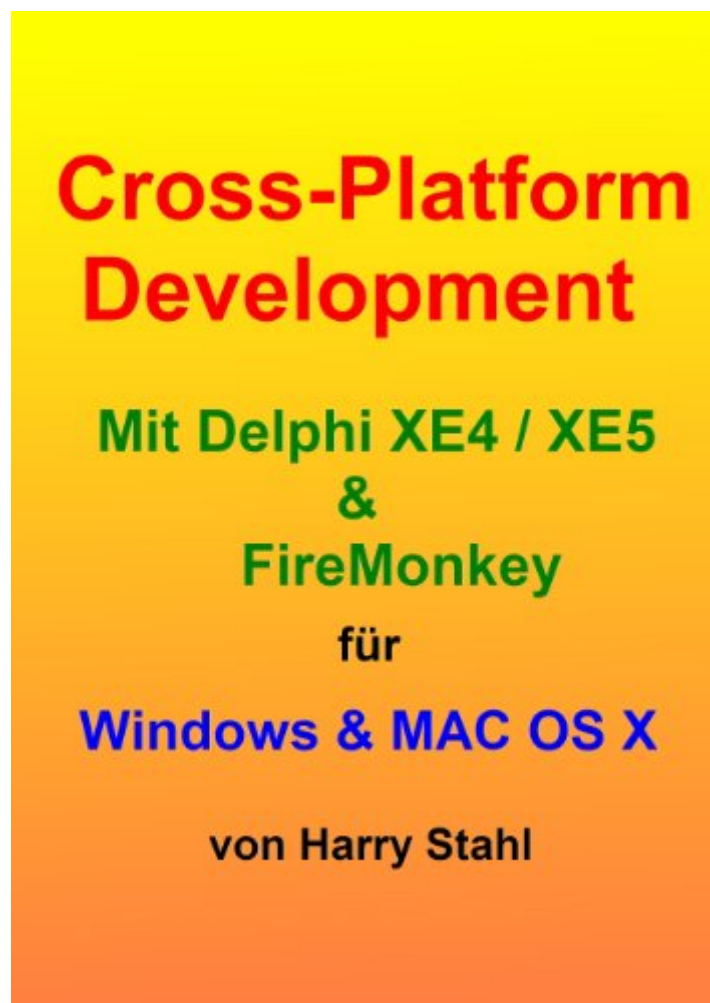 Cross-Platform
Development
Mit Delphi XE4 / XE5
&
FireMonkey
für
Windows & MAC OS X
von Harry Stahl